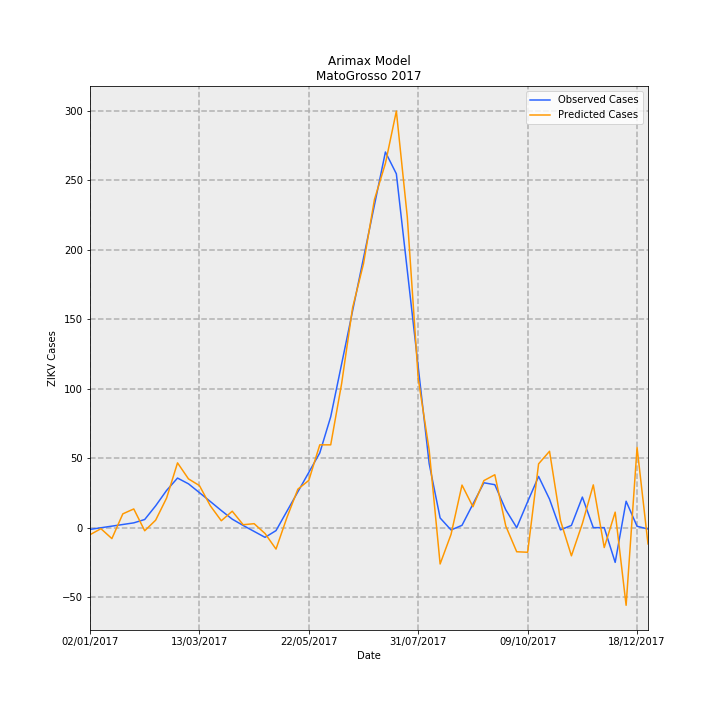 Arimax Model
MatoGrosso 2017
Observed Cases
Predicted Cases
300
250
200
150
100
50
0
−50
ZIKV Cases
02/01/2017 13/03/2017 22/05/2017 31/07/2017 09/10/2017 18/12/2017
Date